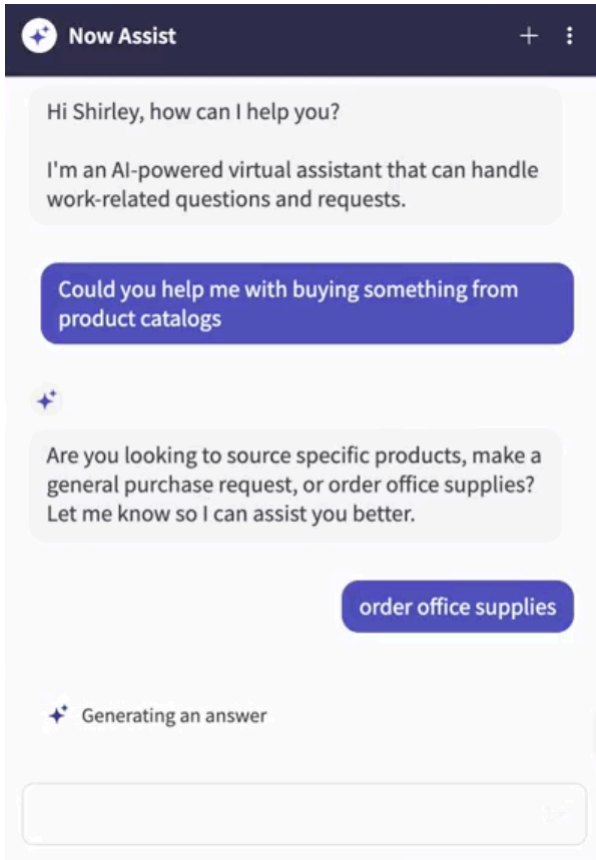 Now Assist
Hi Shirley, how can I help you?
I'm an AI-powered virtual assistant that can handle
work-related questions and requests.
Could you help me with buying something from
product catalogs
Are you looking to source specific products, make a
general purchase request, or order office supplies?
Let me know so I can assist you better.
order office supplies
Generating an answer